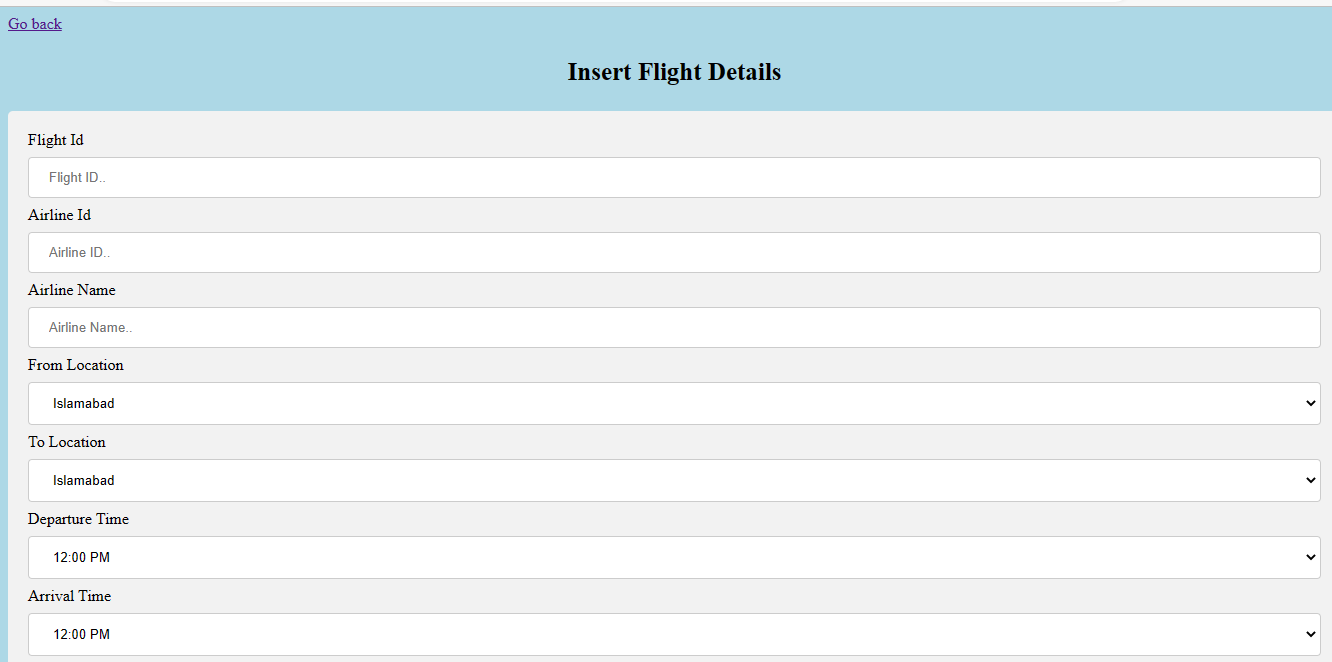 Go back
Insert Flight Details
Flight Id
Flight ID..
Airline Id
Airline ID..
Airline Name
Airline Name..
From Location
Islamabad
To Location
Islamabad
Departure Time
12:00 PM
Arrival Time
12:00 PM